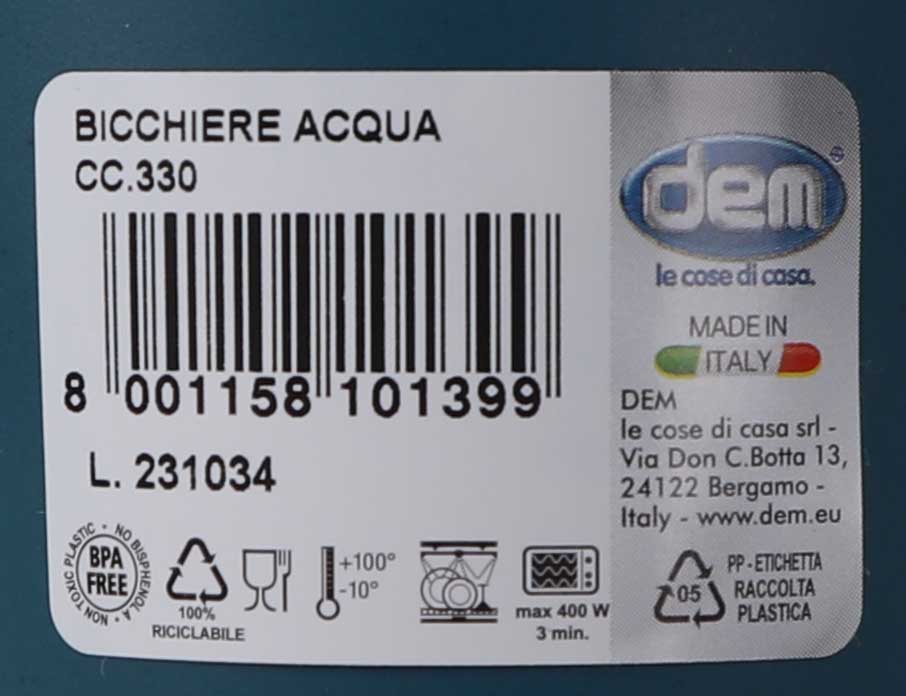 BICCHIERE ACQUA
CC.330
8 001158 101399
L. 231034
NON TOXIC PLASTIC • NO BISPHENOL A •
BPA
FREE
100%
RICICLABILE
+100°
-10°
max 400 W
3 min.
dem
le cose di casa.
MADE IN
ITALY
DEM
le cose di casa srl -
Via Don C.Botta 13,
24122 Bergamo -
Italy - www.dem.eu
05
PP - ETICHETTA
RACCOLTA
PLASTICA